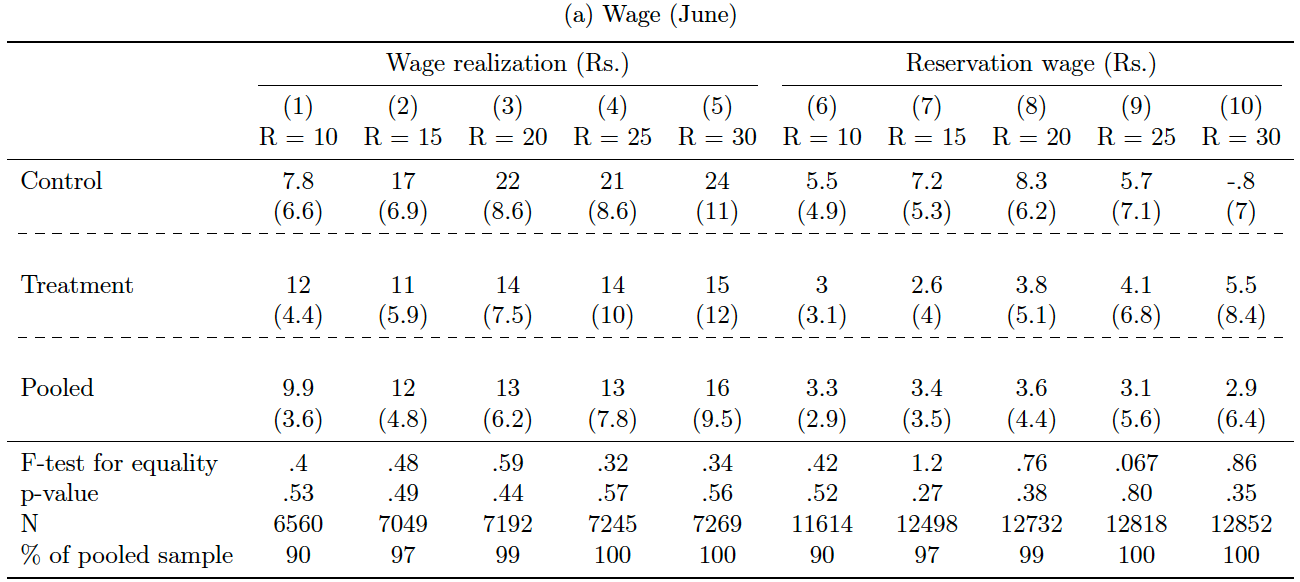 (a) Wage (June)
Wage realization (Rs.) Reservation wage (Rs.)
(1) (2) (3) (4) (5) (6) (7) (8) (9) (10)
R = 10 R = 15 R = 20 R = 25 R = 30 R = 10 R = 15 R = 20 R = 25 R = 30
Control 7.8 17 22 21 24 5.5 7.2 8.3 5.7 -.8
(6.6) (6.9) (8.6) (8.6) (11) (4.9) (5.3) (6.2) (7.1) (7)
Treatment 12 11 14 14 15 3 2.6 3.8 4.1 5.5
(4.4) (5.9) (7.5) (10) (12) (3.1) (4) (5.1) (6.8) (8.4)
Pooled 9.9 12 13 13 16 3.3 3.4 3.6 3.1 2.9
(3.6) (4.8) (6.2) (7.8) (9.5) (2.9) (3.5) (4.4) (5.6) (6.4)
F-test for equality .4 .48 .59 .32 .34 .42 1.2 .76 .067 .86
p-value .53 .49 .44 .57 .56 .52 .27 .38 .80 .35
N 6560 7049 7192 7245 7269 11614 12498 12732 12818 12852
% of pooled sample 90 97 99 100 100 90 97 99 100 100